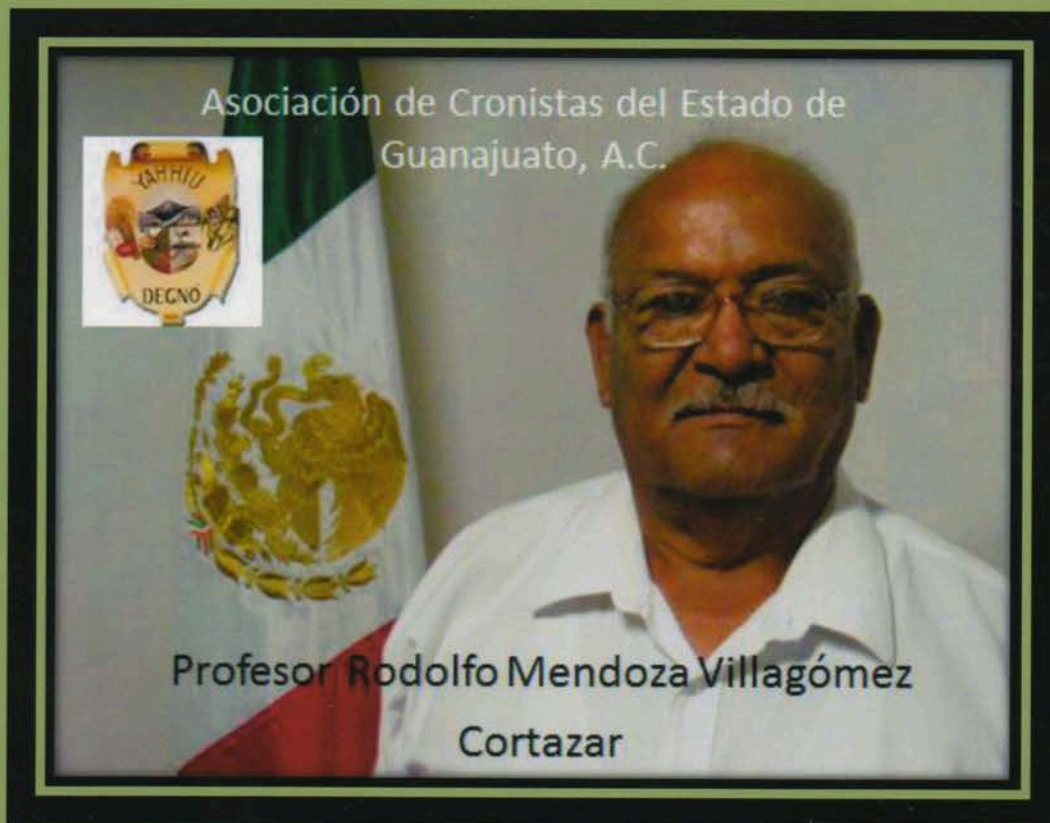 Asociación de Cronistas del Estado de
Guanajuato, A.C.
YAHHIU
DEGNÓ
Profesor Rodolfo Mendoza Villagómez
Cortazar